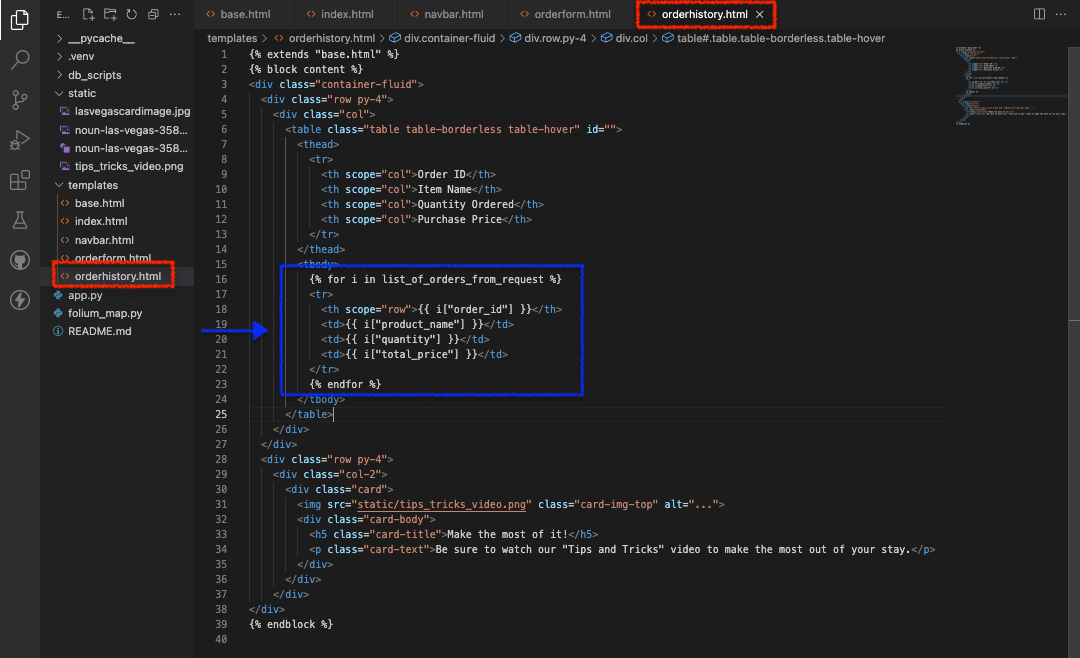 E... ...
base.html index.html navbar.html orderform.html orderhistory.html
templates > orderhistory.html > div.container-fluid > div.row.py-4 > div.col > table#.table.table-borderless.table-hover
> __pycache__
> .venv
> db_scripts
static
lasvegascardimage.jpg
noun-las-vegas-358...
noun-las-vegas-358...
tips_tricks_video.png
templates
base.html
index.html
navbar.html
orderform.html
orderhistory.html
app.py
folium_map.py
README.md
1 {% extends "base.html" %}
2 {% block content %}
3 <div class="container-fluid">
4 <div class="row py-4">
5 <div class="col">
6 <table class="table table-borderless table-hover" id="">
7 <thead>
8 <tr>
9 <th scope="col">Order ID</th>
10 <th scope="col">Item Name</th>
11 <th scope="col">Quantity Ordered</th>
12 <th scope="col">Purchase Price</th>
13 </tr>
14 </thead>
15 <tbody>
16 {% for i in list_of_orders_from_request %}
17 <tr>
18 <th scope="row">{{ i["order_id"] }}</th>
19 <td>{{ i["product_name"] }}</td>
20 <td>{{ i["quantity"] }}</td>
21 <td>{{ i["total_price"] }}</td>
22 </tr>
23 {% endfor %}
24 </tbody>
25 </table>
26 </div>
27 </div>
28 <div class="row py-4">
29 <div class="col-2">
30 <div class="card">
31 <img src="static/tips_tricks_video.png" class="card-img-top" alt="...">
32 <div class="card-body">
33 <h5 class="card-title">Make the most of it!</h5>
34 <p class="card-text">Be sure to watch our "Tips and Tricks" video to make the most out of your stay.</p>
35 </div>
36 </div>
37 </div>
38 </div>
39 {% endblock %}
40